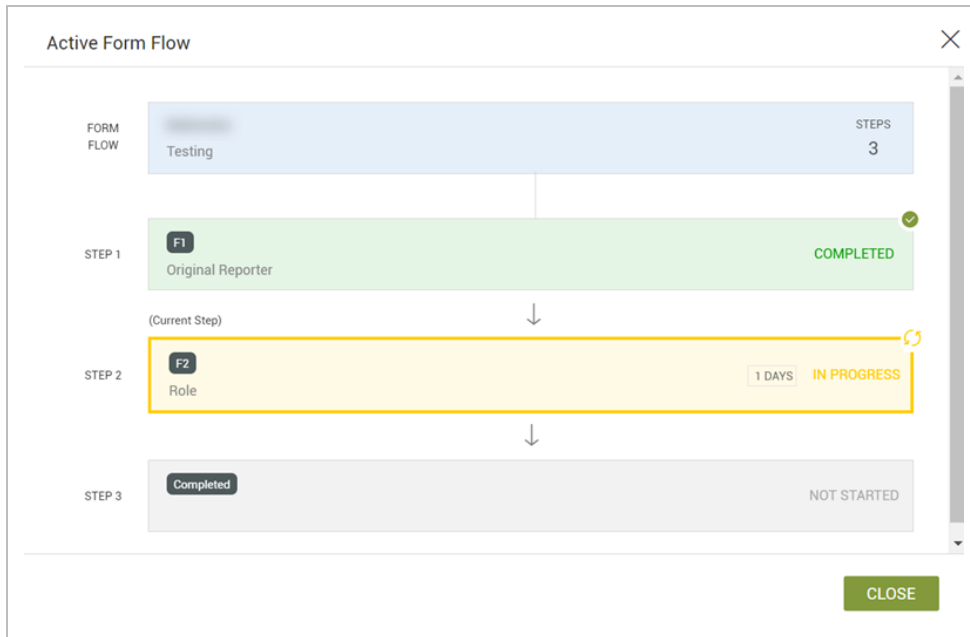 Active Form Flow
FORM
FLOW
Testing
STEPS
3
STEP 1
F1
Original Reporter
COMPLETED
(Current Step)
STEP 2
F2
Role
1 DAYS
IN PROGRESS
STEP 3
Completed
NOT STARTED
CLOSE